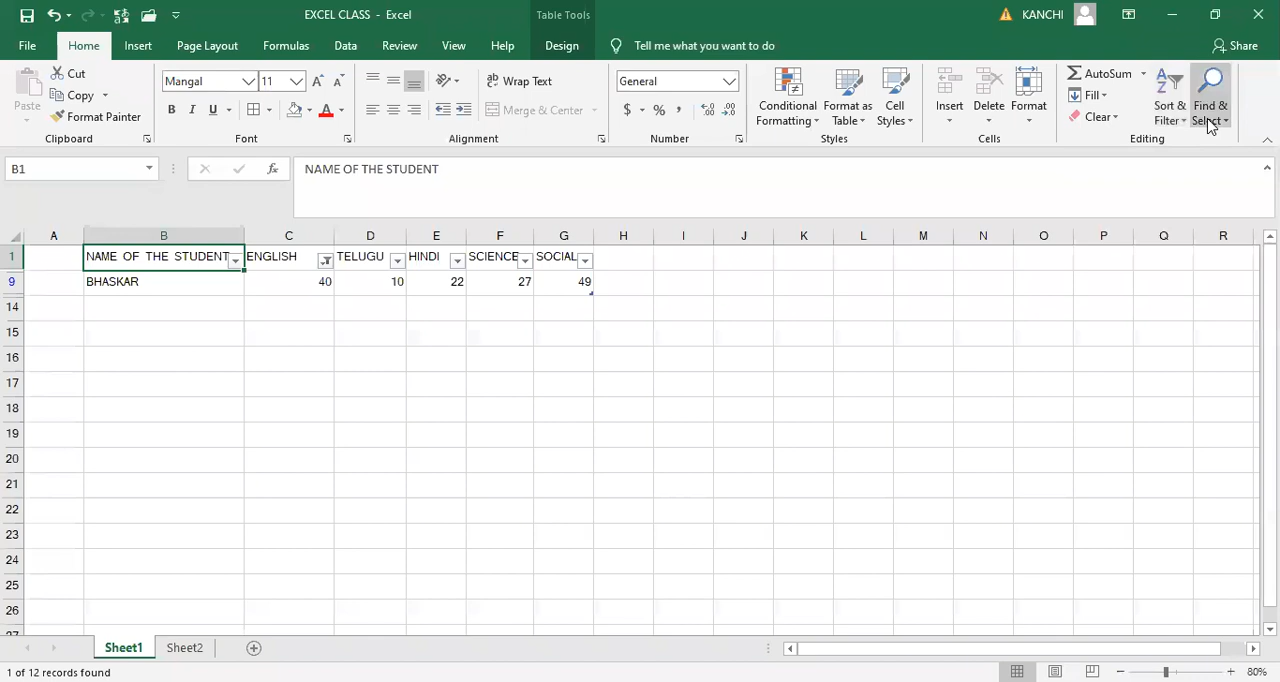 EXCEL CLASS - Excel
Table Tools
KANCHI
File Home Insert Page Layout Formulas Data Review View Help Design Tell me what you want to do Share
Paste
Cut
Copy
Format Painter
Clipboard
Mangal 11
B I U
Font
Wrap Text
Merge & Center
Alignment
General
$ % ,
Number
Conditional Formatting
Format as Table
Cell Styles
Styles
Insert Delete Format
Cells
AutoSum
Fill
Clear
Sort & Filter
Find & Select
Editing
B1 fx NAME OF THE STUDENT
A B C D E F G H I J K L M N O P Q R
1 NAME OF THE STUDENT ENGLISH TELUGU HINDI SCIENCE SOCIAL
9 BHASKAR 40 10 22 27 49
14
15
16
17
18
19
20
21
22
23
24
25
26
27
Sheet1 Sheet2
1 of 12 records found 80%